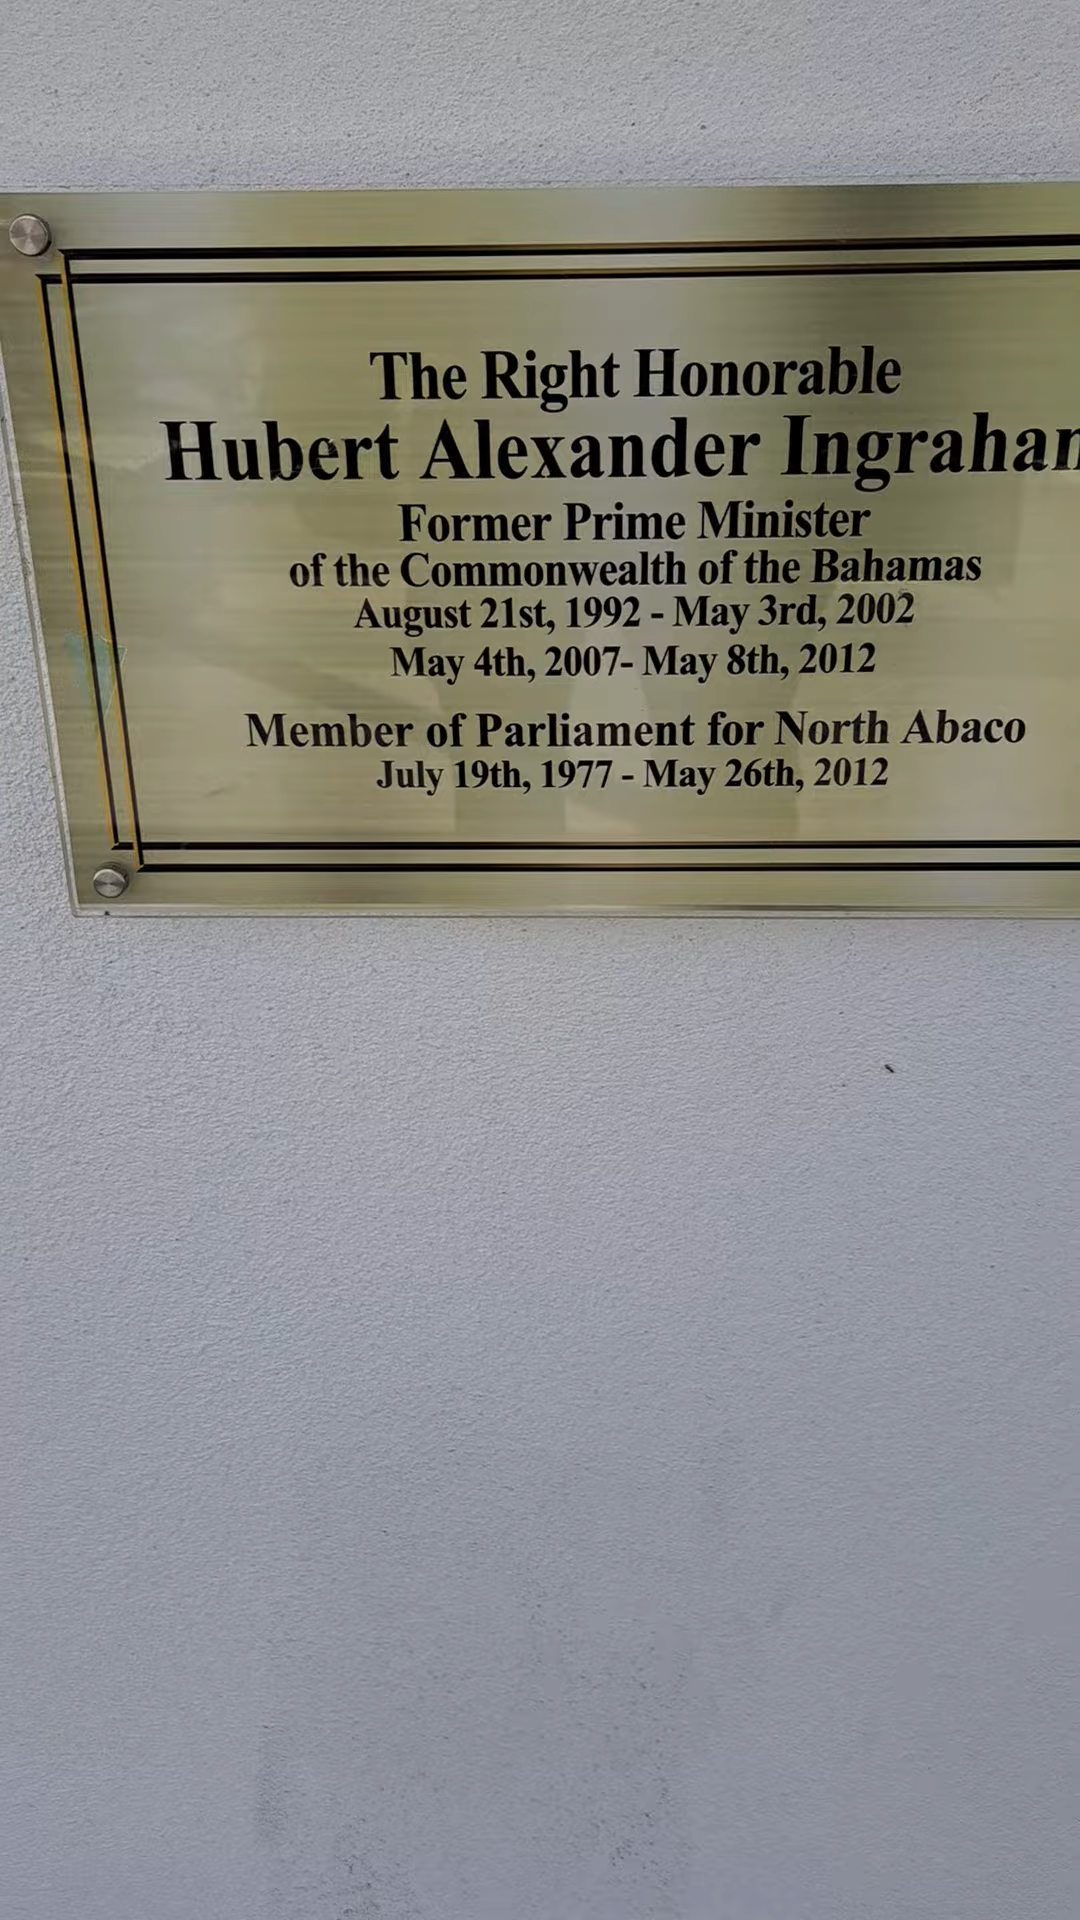 The Right Honorable
Hubert Alexander Ingraham
Former Prime Minister
of the Commonwealth of the Bahamas
August 21st, 1992 - May 3rd, 2002
May 4th, 2007- May 8th, 2012
Member of Parliament for North Abaco
July 19th, 1977 - May 26th, 2012